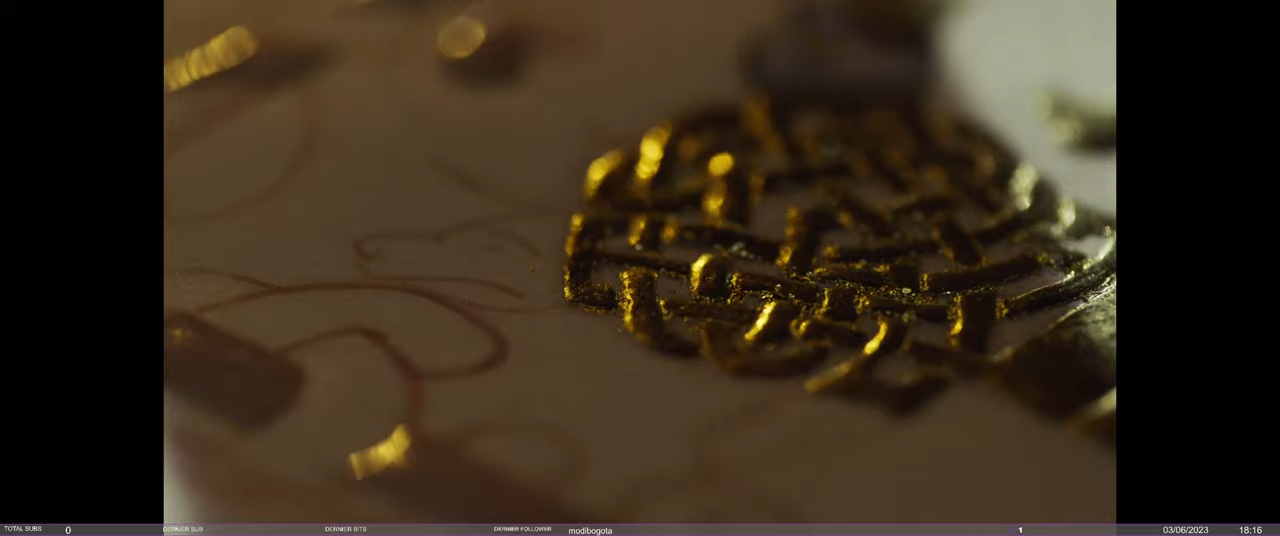 TOTAL SUBS 0 DERNIER SUB DERNIER BITS DERNIER FOLLOWER modibogota 1 03/06/2023 18:16